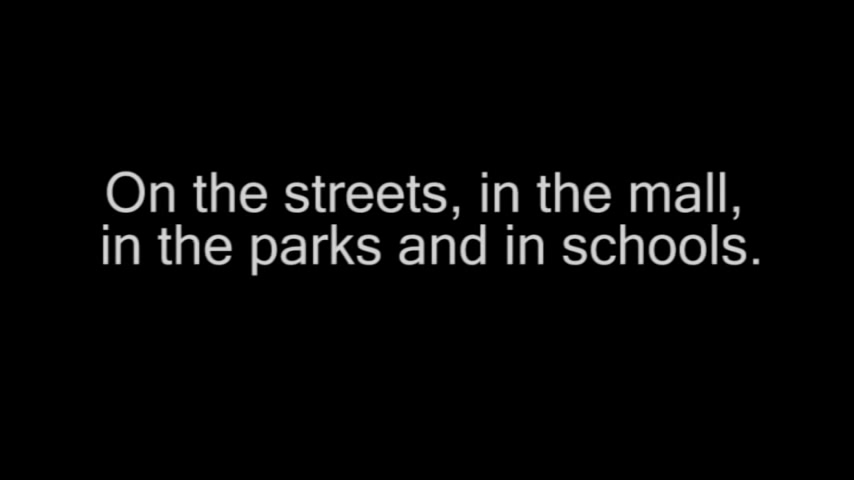 On the streets, in the mall,
in the parks and in schools.